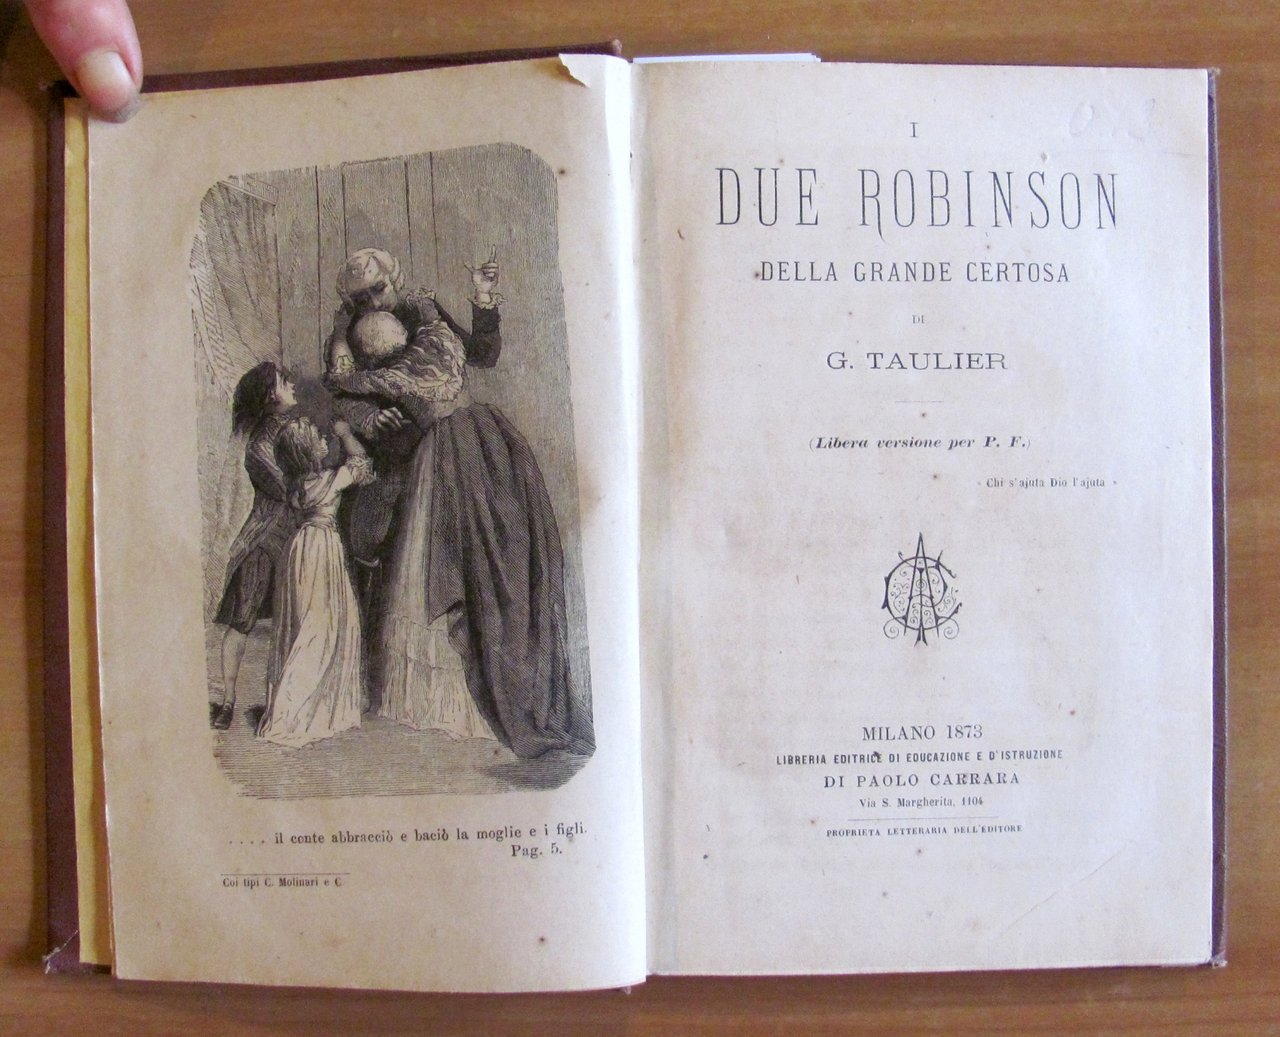 . . . . il conte abbracciò e baciò la moglie e i figli.
Pag. 5.
Coi tipi C. Molinari e C
I
DUE ROBINSON
DELLA GRANDE CERTOSA
DI
G. TAULIER
(Libera versione per P. F.)
« Chi s'ajuta Dio l'ajuta »
MILANO 1873
LIBRERIA EDITRICE DI EDUCAZIONE E D'ISTRUZIONE
DI PAOLO CARRARA
Via S. Margherita, 1104
PROPRIETA LETTERARIA DELL'EDITORE